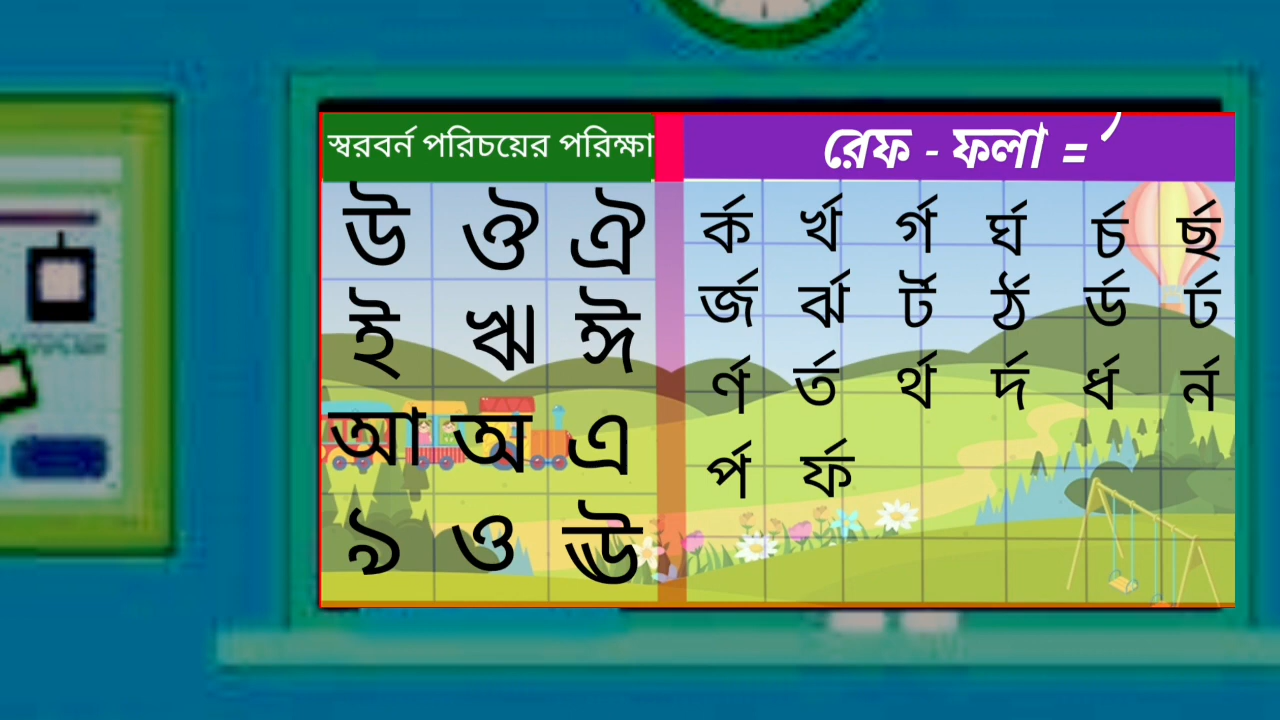 স্বরবর্ন পরিচয়ের পরিক্ষা
উ ঔ ঐ
ই ঋ ঈ
আ অ এ
ঌ ও ঊ
রেফ - ফলা = র্
র্ক র্খ র্গ র্ঘ র্চ র্ছ
র্জ র্ঝ র্ট র্ঠ র্ড র্ঢ
র্ণ র্ত র্থ র্দ র্ধ র্ন
র্প র্ফ